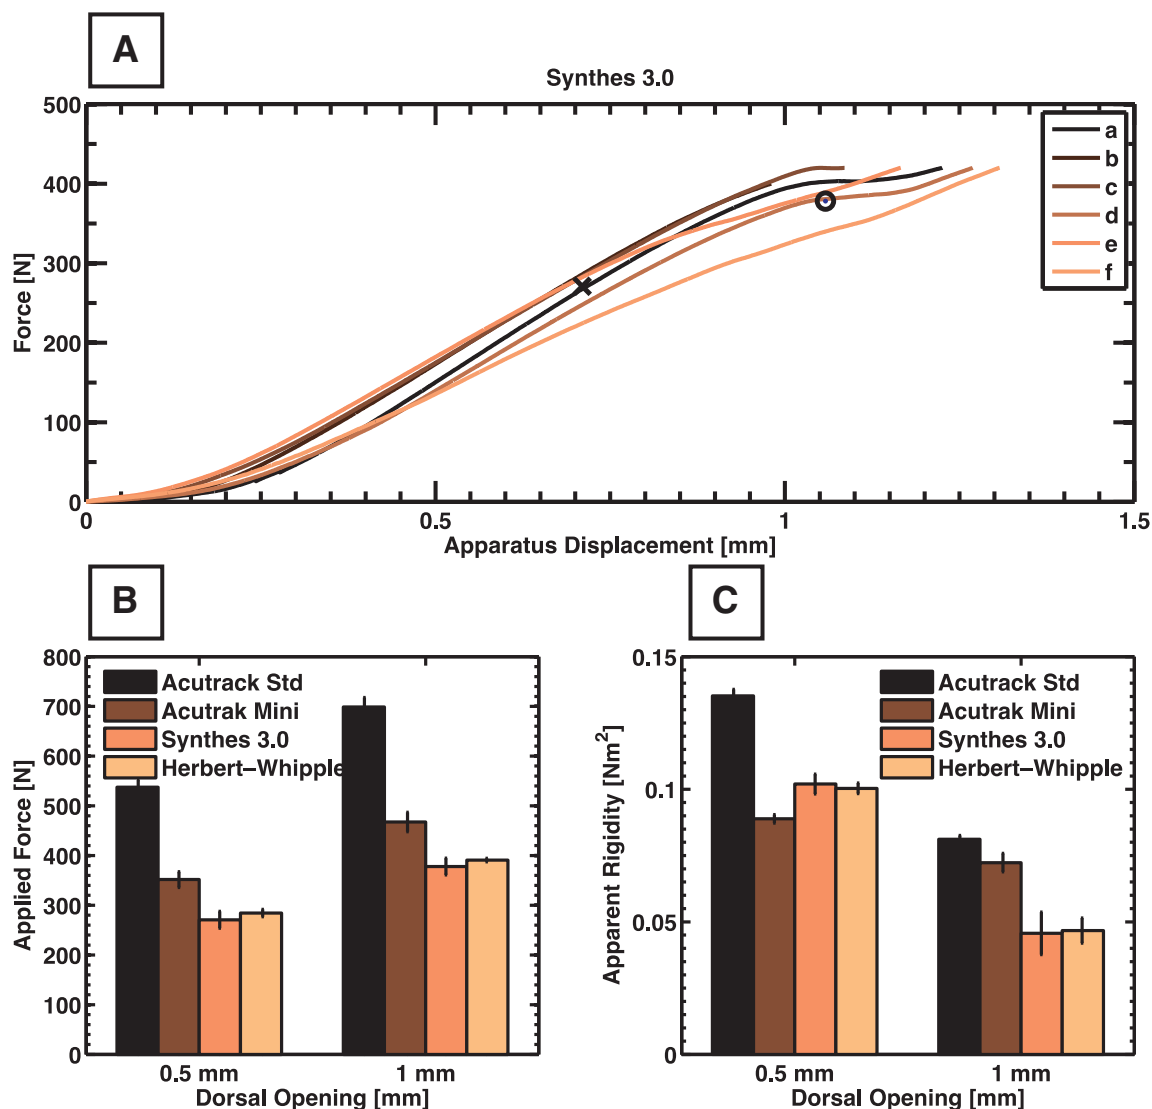 A
Synthes 3.0
500
400
300
200
100
0
Force [N]
0
0.5
1
1.5
Apparatus Displacement [mm]
a
b
c
d
e
f
B
800
700
600
500
400
300
200
100
0
Applied Force [N]
Acutrack Std
Acutrak Mini
Synthes 3.0
Herbert–Whipple
0.5 mm
1 mm
Dorsal Opening [mm]
C
0.15
0.1
0.05
0
Apparent Rigidity [Nm²]
Acutrack Std
Acutrak Mini
Synthes 3.0
Herbert–Whipple
0.5 mm
1 mm
Dorsal Opening [mm]